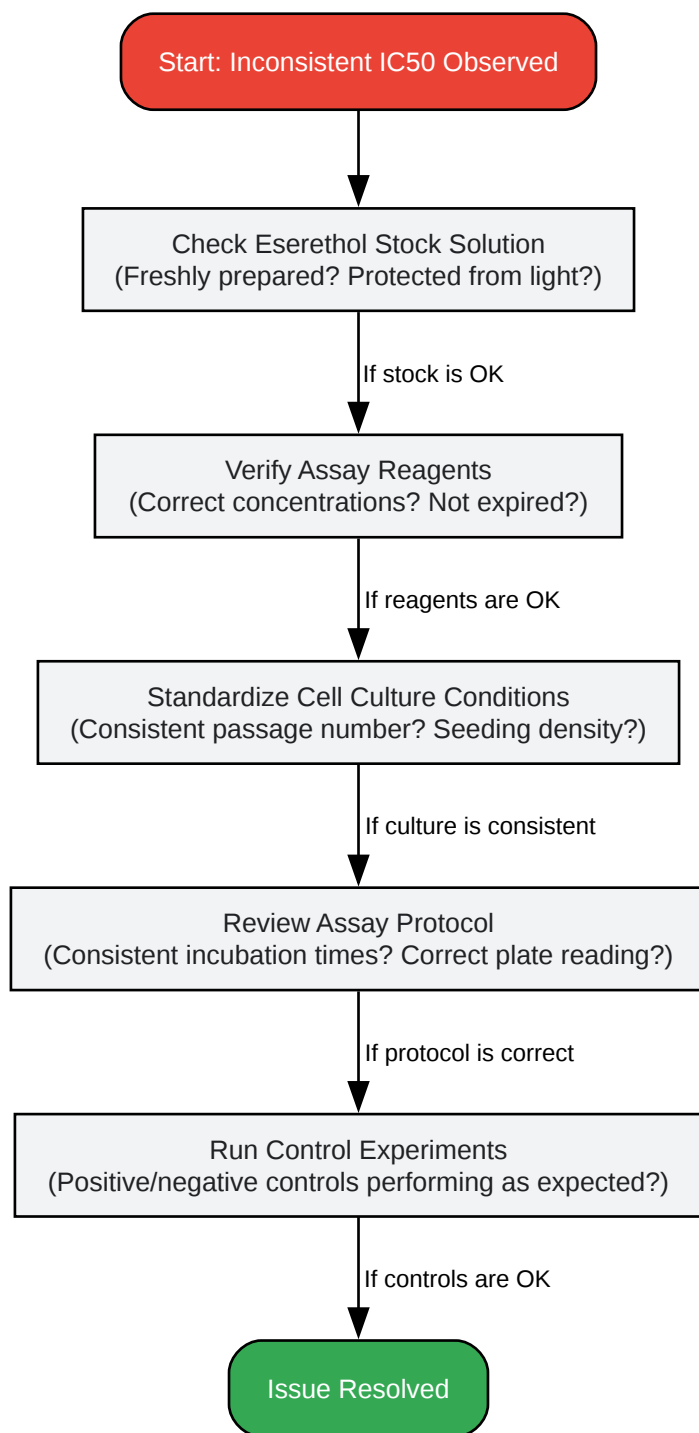 Start: Inconsistent IC50 Observed
Check Eserethol Stock Solution
(Freshly prepared? Protected from light?)
If stock is OK
Verify Assay Reagents
(Correct concentrations? Not expired?)
If reagents are OK
Standardize Cell Culture Conditions
(Consistent passage number? Seeding density?)
If culture is consistent
Review Assay Protocol
(Consistent incubation times? Correct plate reading?)
If protocol is correct
Run Control Experiments
(Positive/negative controls performing as expected?)
If controls are OK
Issue Resolved